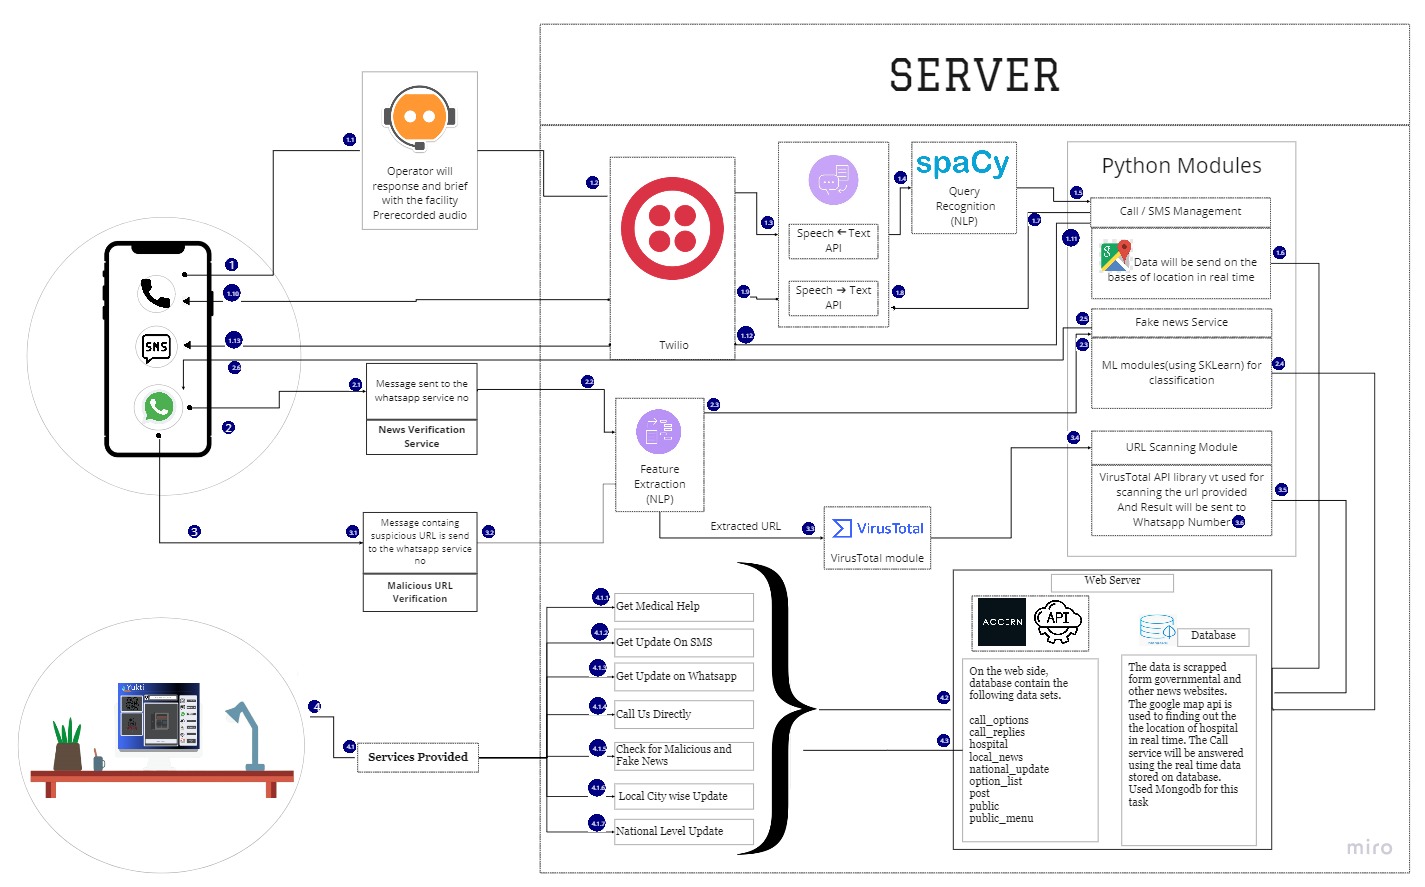 SERVER
1.1
Operator will
response and brief
with the facility
Prerecorded audio
1.2
Twilio
1.3
Speech ← Text
API
1.9
Speech → Text
API
1.8
1.4
spaCy
Query
Recognition
(NLP)
1.5
1.7
1.11
Python Modules
Call / SMS Management
Data will be send on the
bases of location in real time
1.6
1
1.10
SMS
1.13
1.12
2.6
2
2.1
Message sent to the
whatsapp service no
News Verification
Service
2.2
Feature
Extraction
(NLP)
2.3
2.5
2.3
Fake news Service
ML modules(using SKLearn) for
classification
2.4
3.4
URL Scanning Module
VirusTotal API library vt used for
scanning the url provided
And Result will be sent to
Whatsapp Number
3.6
3.5
3
3.1
Message containg
suspicious URL is send
to the whatsapp service
no
Malicious URL
Verification
3.2
Extracted URL
3.3
VirusTotal
VirusTotal module
Yukti
4
4.1
Services Provided
4.1.1
Get Medical Help
4.1.2
Get Update On SMS
4.1.3
Get Update on Whatsapp
4.1.4
Call Us Directly
4.1.5
Check for Malicious and
Fake News
4.1.6
Local City wise Update
4.1.7
National Level Update
4.2
4.3
Web Server
ACCERN
API
Database
On the web side,
database contain the
following data sets.
call_options
call_replies
hospital
local_news
national_update
option_list
post
public
public_menu
The data is scrapped
form governmental and
other news websites.
The google map api is
used to finding out the
location of hospital
in real time. The Call
service will be answered
using the real time data
stored on database.
Used Mongodb for this
task
miro